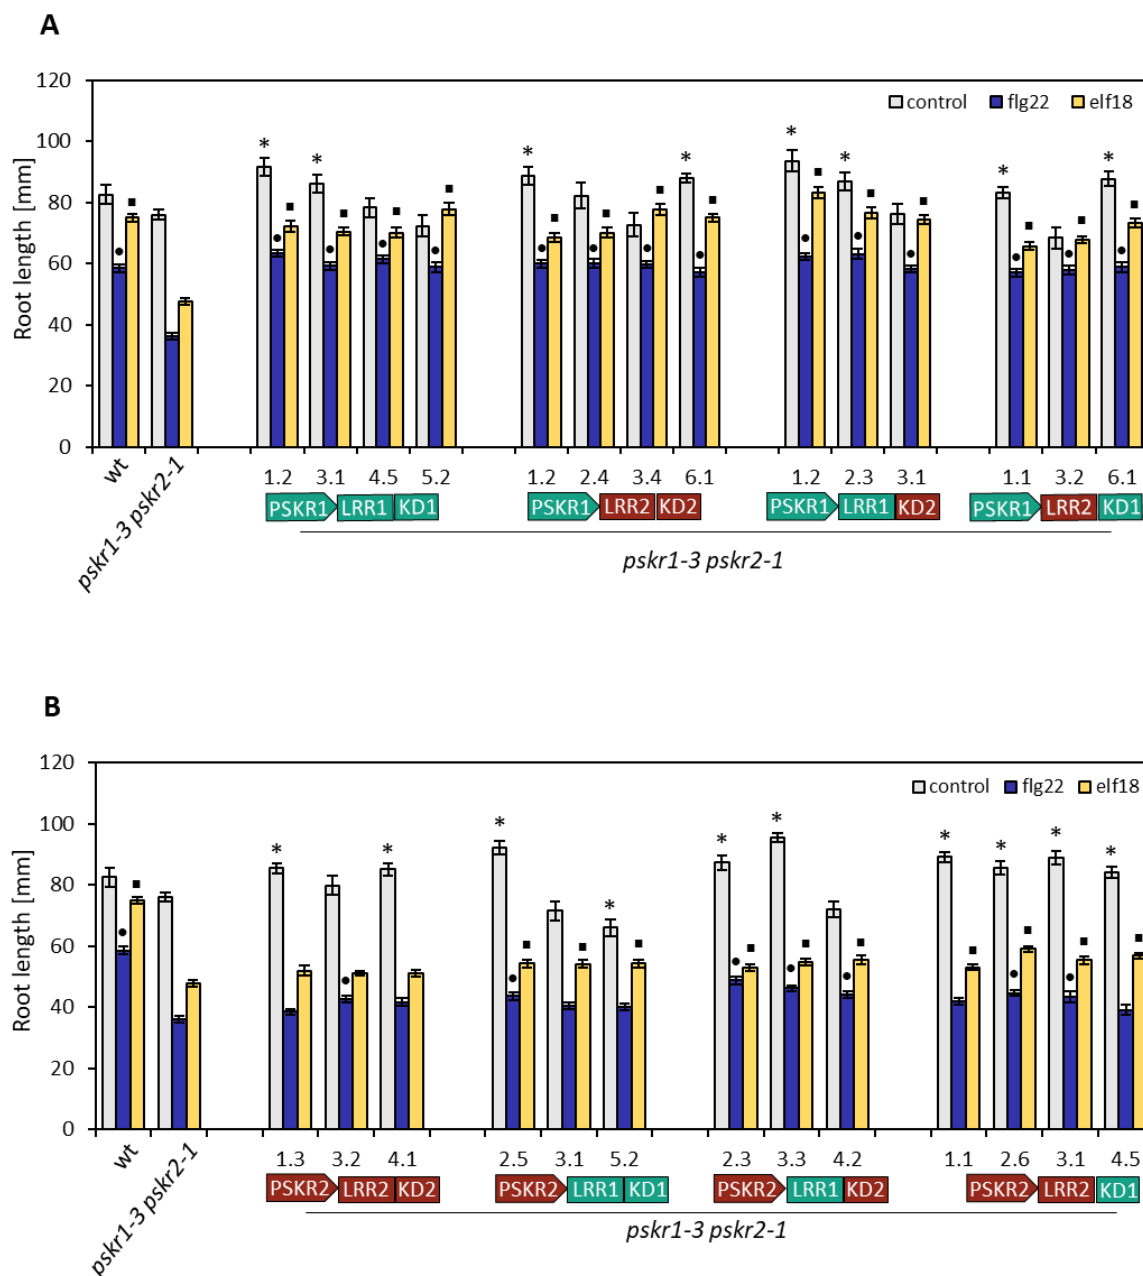 A
120
100
80
60
40
20
0
Root length [mm]
control flg22 elf18
* * * * * * * *
wt
pskr1-3 pskr2-1
1.2 3.1 4.5 5.2 1.2 2.4 3.4 6.1 1.2 2.3 3.1 1.1 3.2 6.1
PSKR1 LRR1 KD1 PSKR1 LRR2 KD2 PSKR1 LRR1 KD2 PSKR1 LRR2 KD1
pskr1-3 pskr2-1
B
120
100
80
60
40
20
0
Root length [mm]
control flg22 elf18
* * * * * * * * * *
wt
pskr1-3 pskr2-1
1.3 3.2 4.1 2.5 3.1 5.2 2.3 3.3 4.2 1.1 2.6 3.1 4.5
PSKR2 LRR2 KD2 PSKR2 LRR1 KD1 PSKR2 LRR1 KD2 PSKR2 LRR2 KD1
pskr1-3 pskr2-1